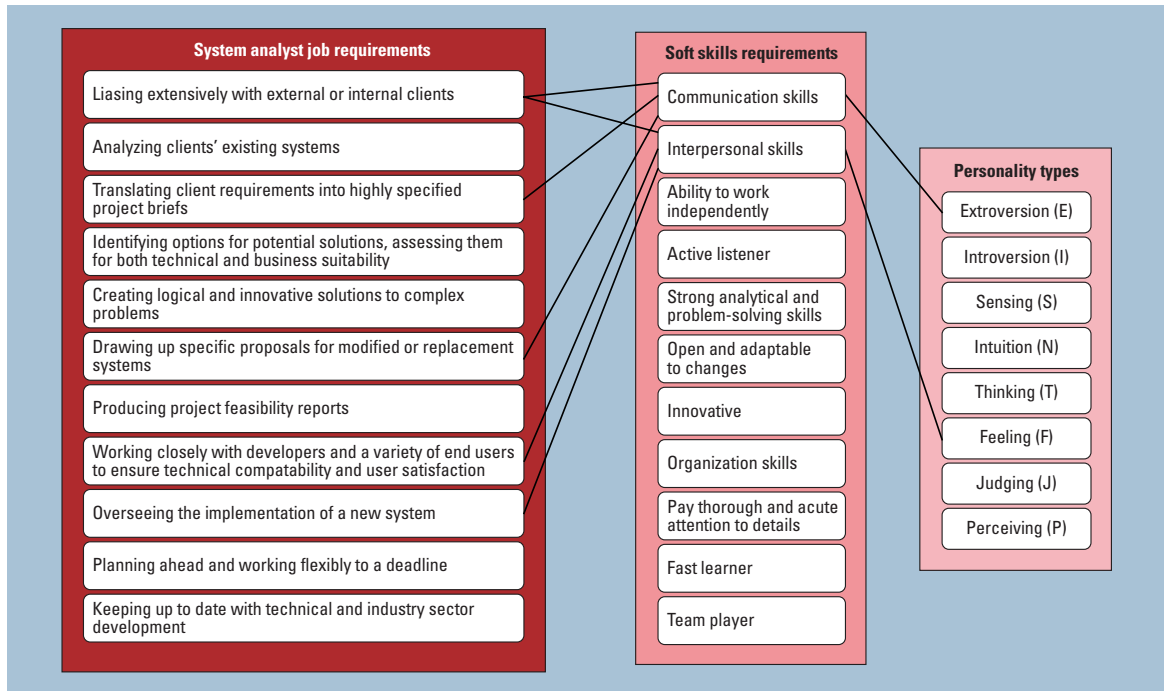 System analyst job requirements
Liasing extensively with external or internal clients
Analyzing clients' existing systems
Translating client requirements into highly specified
project briefs
Identifying options for potential solutions, assessing them
for both technical and business suitability
Creating logical and innovative solutions to complex
problems
Drawing up specific proposals for modified or replacement
systems
Producing project feasibility reports
Working closely with developers and a variety of end users
to ensure technical compatability and user satisfaction
Overseeing the implementation of a new system
Planning ahead and working flexibly to a deadline
Keeping up to date with technical and industry sector
development
Soft skills requirements
Communication skills
Interpersonal skills
Ability to work
independently
Active listener
Strong analytical and
problem-solving skills
Open and adaptable
to changes
Innovative
Organization skills
Pay thorough and acute
attention to details
Fast learner
Team player
Personality types
Extroversion (E)
Introversion (I)
Sensing (S)
Intuition (N)
Thinking (T)
Feeling (F)
Judging (J)
Perceiving (P)